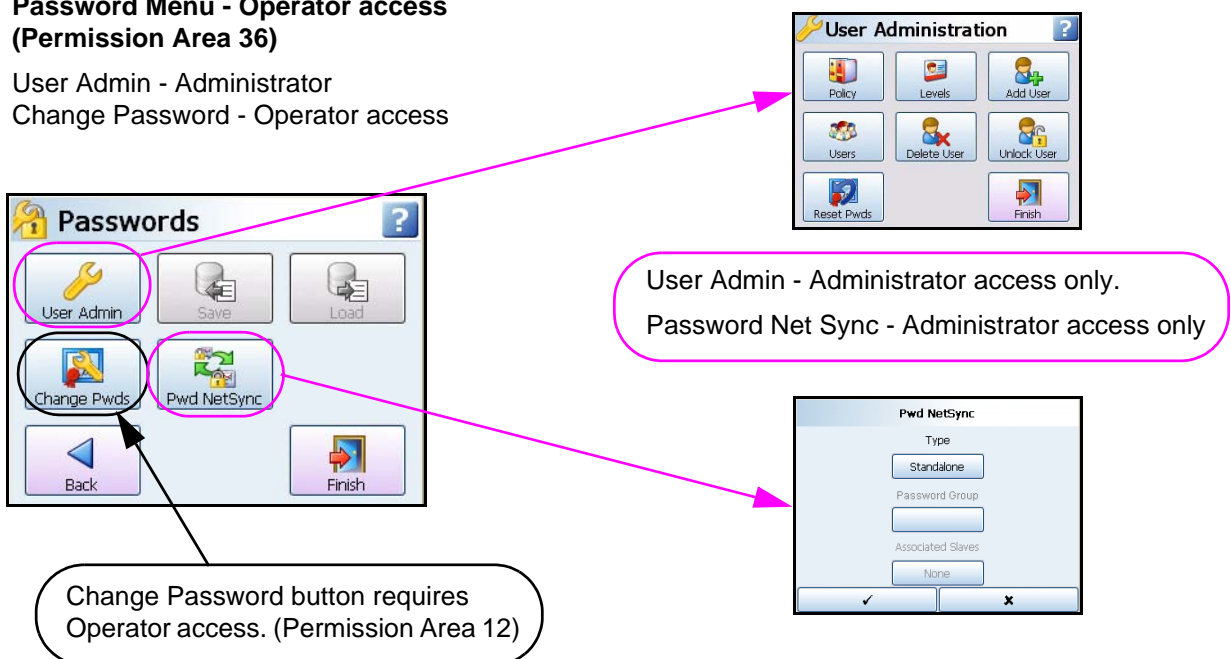 Password Menu - Operator access
(Permission Area 36)
User Admin - Administrator
Change Password - Operator access
User Administration
?
Policy
Levels
Add User
Users
Delete User
Unlock User
Reset Pwds
Finish
Passwords
?
User Admin
Save
Load
Change Pwds
Pwd NetSync
Back
Finish
User Admin - Administrator access only.
Password Net Sync - Administrator access only
Pwd NetSync
Type
Standalone
Password Group
Associated Slaves
None
✓ ✗
Change Password button requires
Operator access. (Permission Area 12)